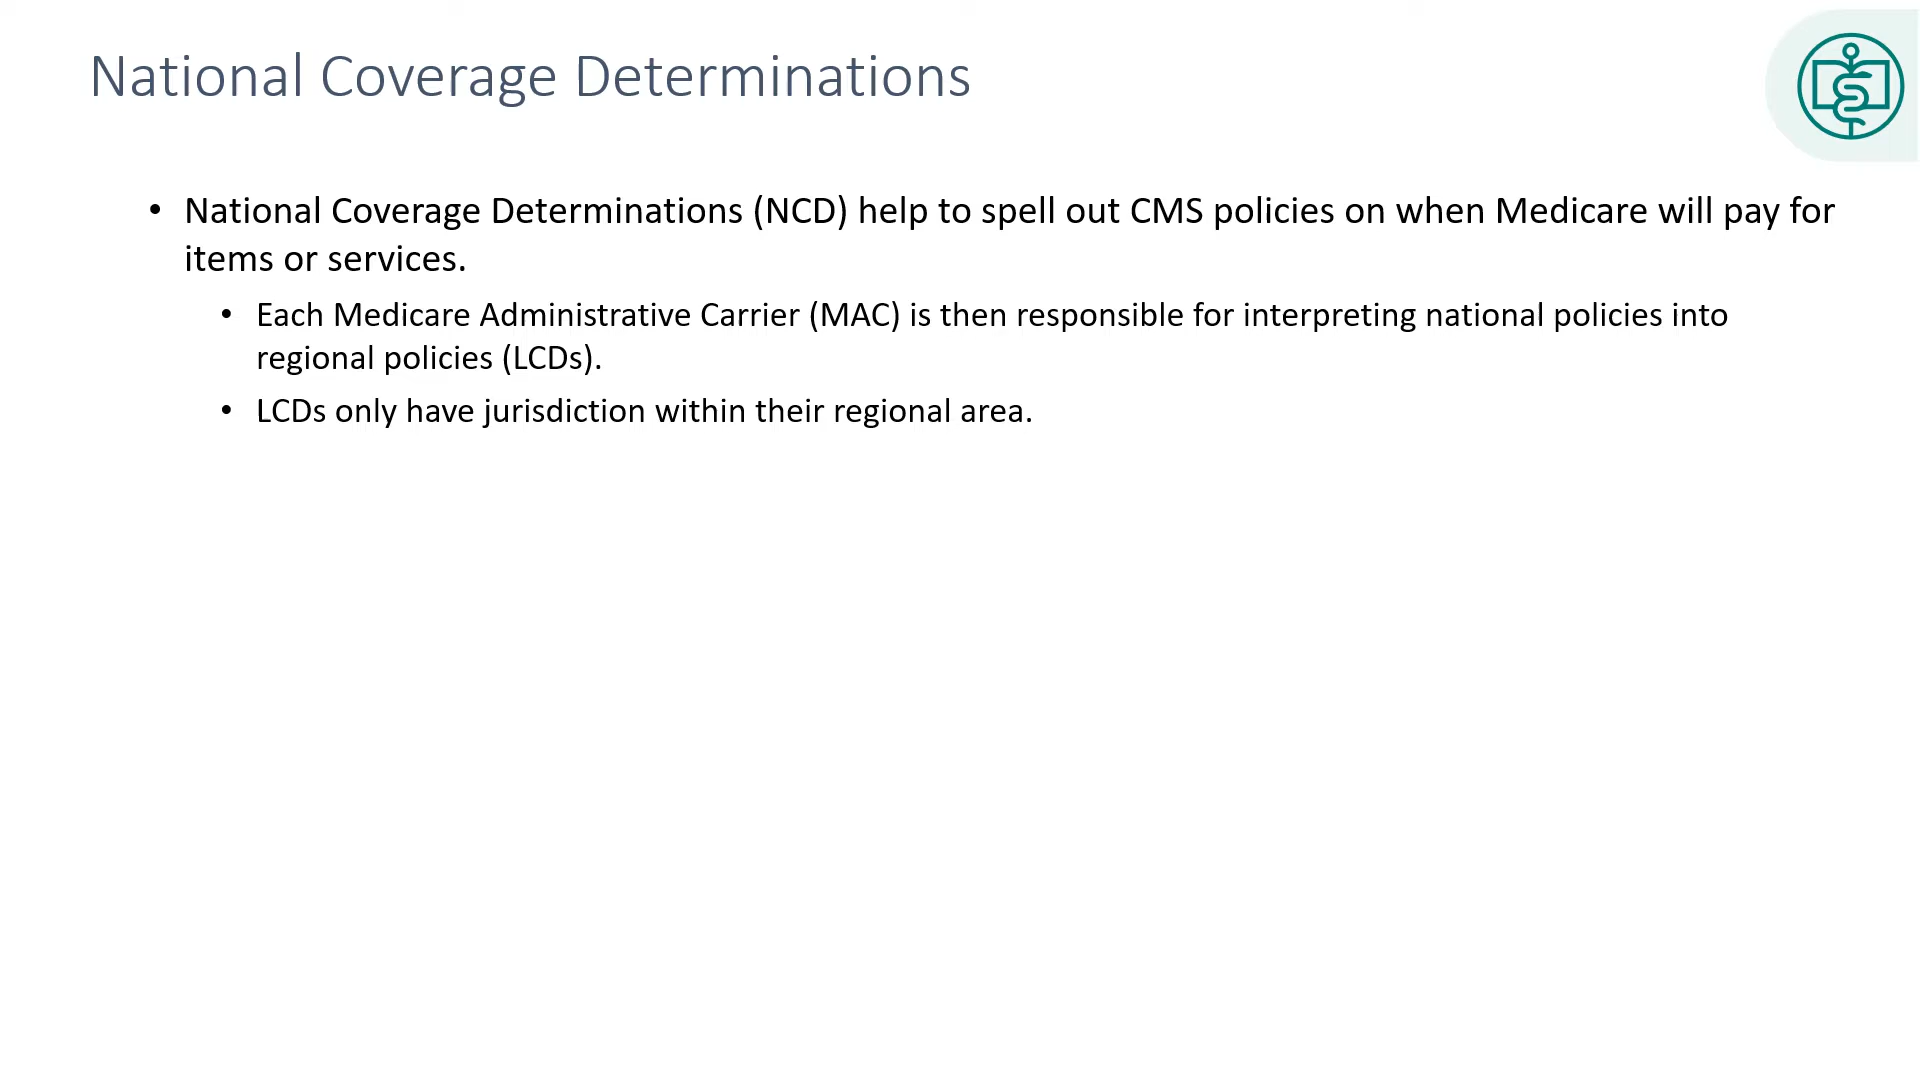 National Coverage Determinations
• National Coverage Determinations (NCD) help to spell out CMS policies on when Medicare will pay for
items or services.
• Each Medicare Administrative Carrier (MAC) is then responsible for interpreting national policies into
regional policies (LCDs).
• LCDs only have jurisdiction within their regional area.